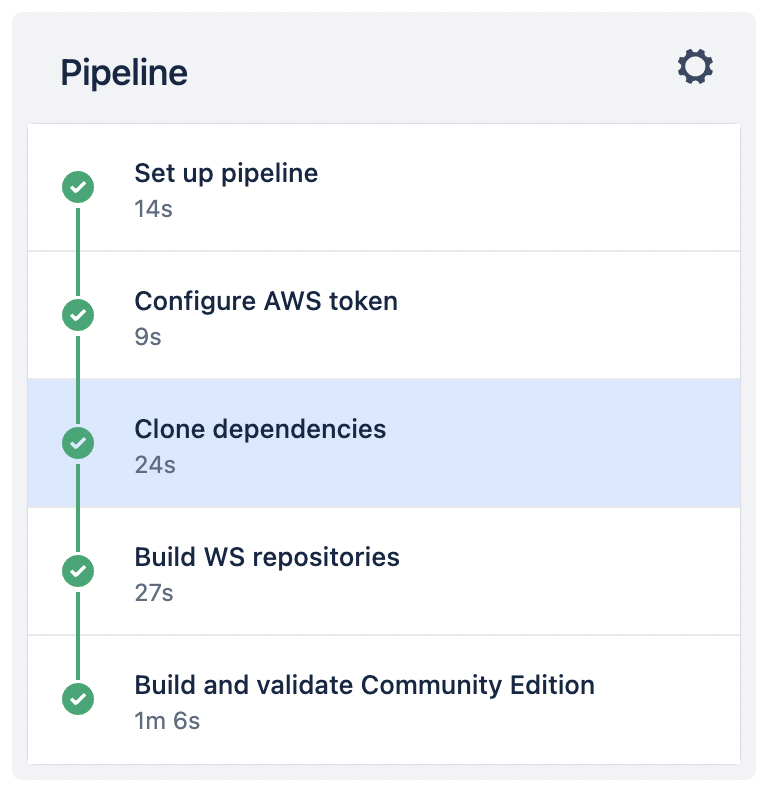 Pipeline
Set up pipeline
14s
Configure AWS token
9s
Clone dependencies
24s
Build WS repositories
27s
Build and validate Community Edition
1m 6s